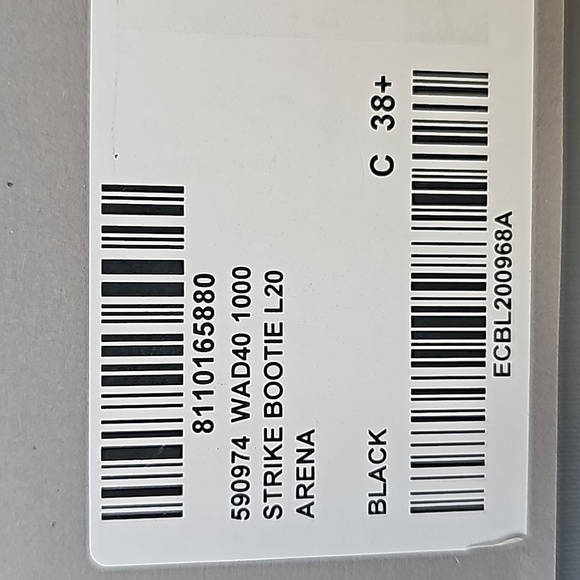 8110165880
590974 WAD40 1000
STRIKE BOOTIE L20
ARENA
BLACK
C 38+
ECBL200968A